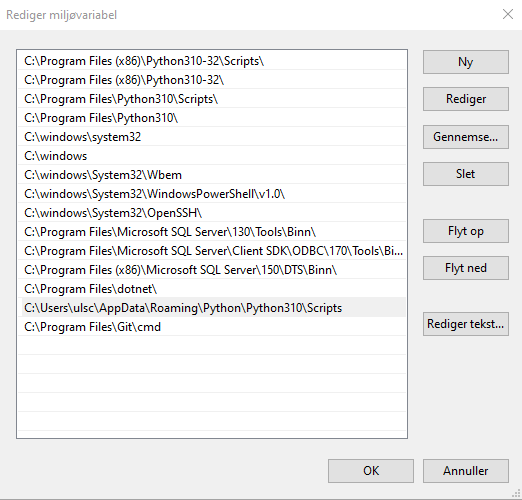 Rediger miljøvariabel
C:\Program Files (x86)\Python310-32\Scripts\
C:\Program Files (x86)\Python310-32\
C:\Program Files\Python310\Scripts\
C:\Program Files\Python310\
C:\windows\system32
C:\windows
C:\windows\System32\Wbem
C:\windows\System32\WindowsPowerShell\v1.0\
C:\windows\System32\OpenSSH\
C:\Program Files\Microsoft SQL Server\130\Tools\Binn\
C:\Program Files\Microsoft SQL Server\Client SDK\ODBC\170\Tools\Bi...
C:\Program Files (x86)\Microsoft SQL Server\150\DTS\Binn\
C:\Program Files\dotnet\
C:\Users\ulsc\AppData\Roaming\Python\Python310\Scripts
C:\Program Files\Git\cmd
Ny
Rediger
Gennemse...
Slet
Flyt op
Flyt ned
Rediger tekst...
OK
Annuller